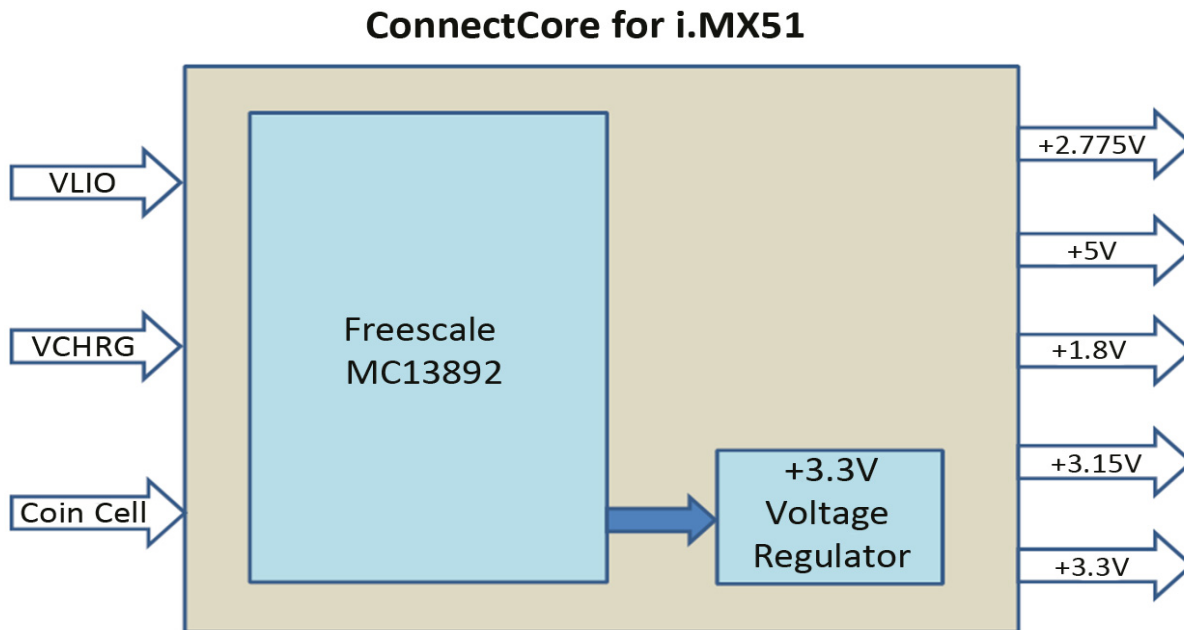 ConnectCore for i.MX51
VLIO
VCHRG
Coin Cell
Freescale
MC13892
+3.3V
Voltage
Regulator
+2.775V
+5V
+1.8V
+3.15V
+3.3V